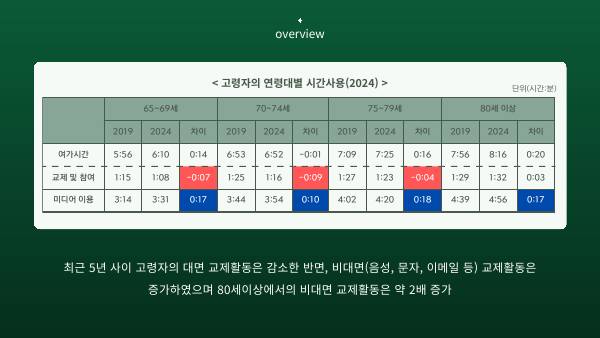 overview
< 고령자의 연령대별 시간사용(2024) >
단위(시간:분)
65~69세 70~74세 75~79세 80세 이상
2019 2024 차이 2019 2024 차이 2019 2024 차이 2019 2024 차이
여가시간 5:56 6:10 0:14 6:53 6:52 -0:01 7:09 7:25 0:16 7:56 8:16 0:20
교제 및 참여 1:15 1:08 -0:07 1:25 1:16 -0:09 1:27 1:23 -0:04 1:29 1:32 0:03
미디어 이용 3:14 3:31 0:17 3:44 3:54 0:10 4:02 4:20 0:18 4:39 4:56 0:17
최근 5년 사이 고령자의 대면 교제활동은 감소한 반면, 비대면(음성, 문자, 이메일 등) 교제활동은
증가하였으며 80세이상에서의 비대면 교제활동은 약 2배 증가